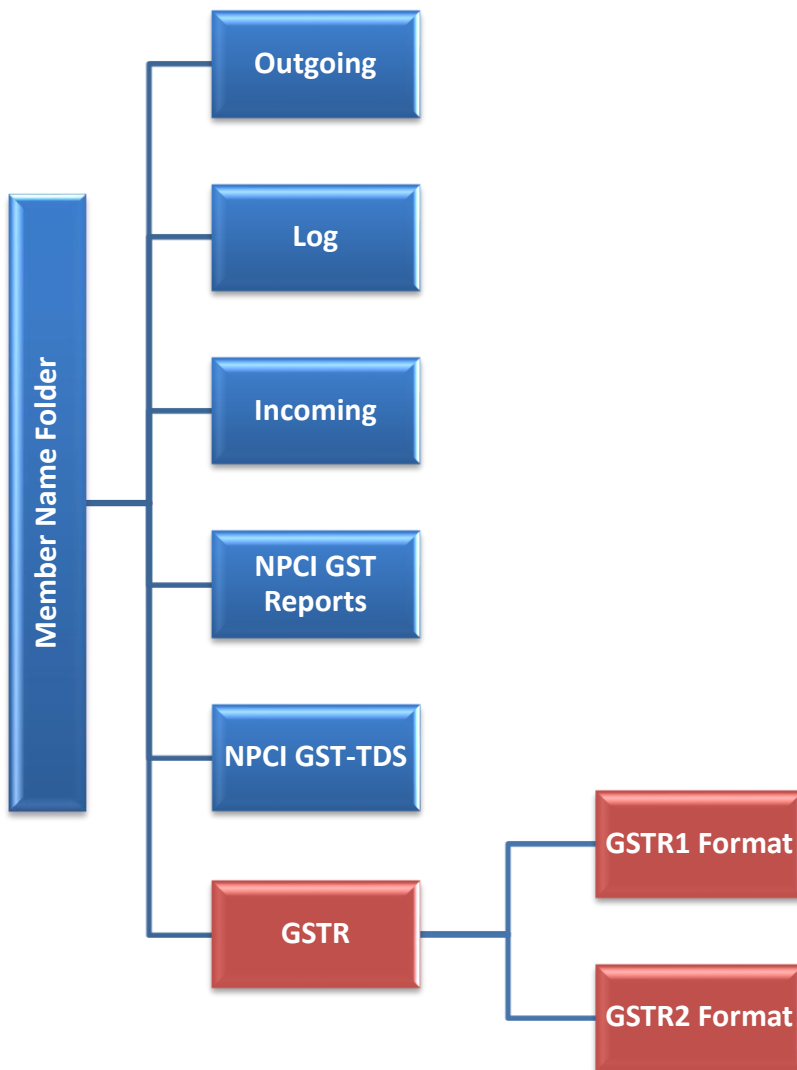 Member Name Folder
Outgoing
Log
Incoming
NPCI GST
Reports
NPCI GST-TDS
GSTR
GSTR1 Format
GSTR2 Format